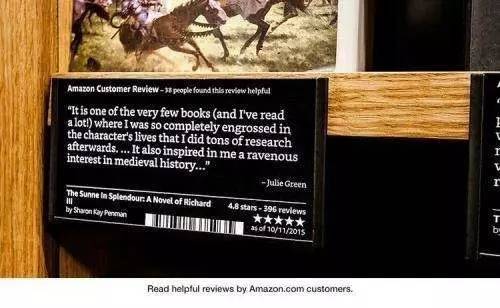 Amazon Customer Review – 38 people found this review helpful
"It is one of the very few books (and I've read
a lot!) where I was so completely engrossed in
the character's lives that I did tons of research
afterwards. ... It also inspired in me a ravenous
interest in medieval history..."
– Julie Green
The Sunne In Splendour: A Novel of Richard
III
by Sharon Kay Penman
4.8 stars - 396 reviews
as of 10/11/2015
Read helpful reviews by Amazon.com customers.